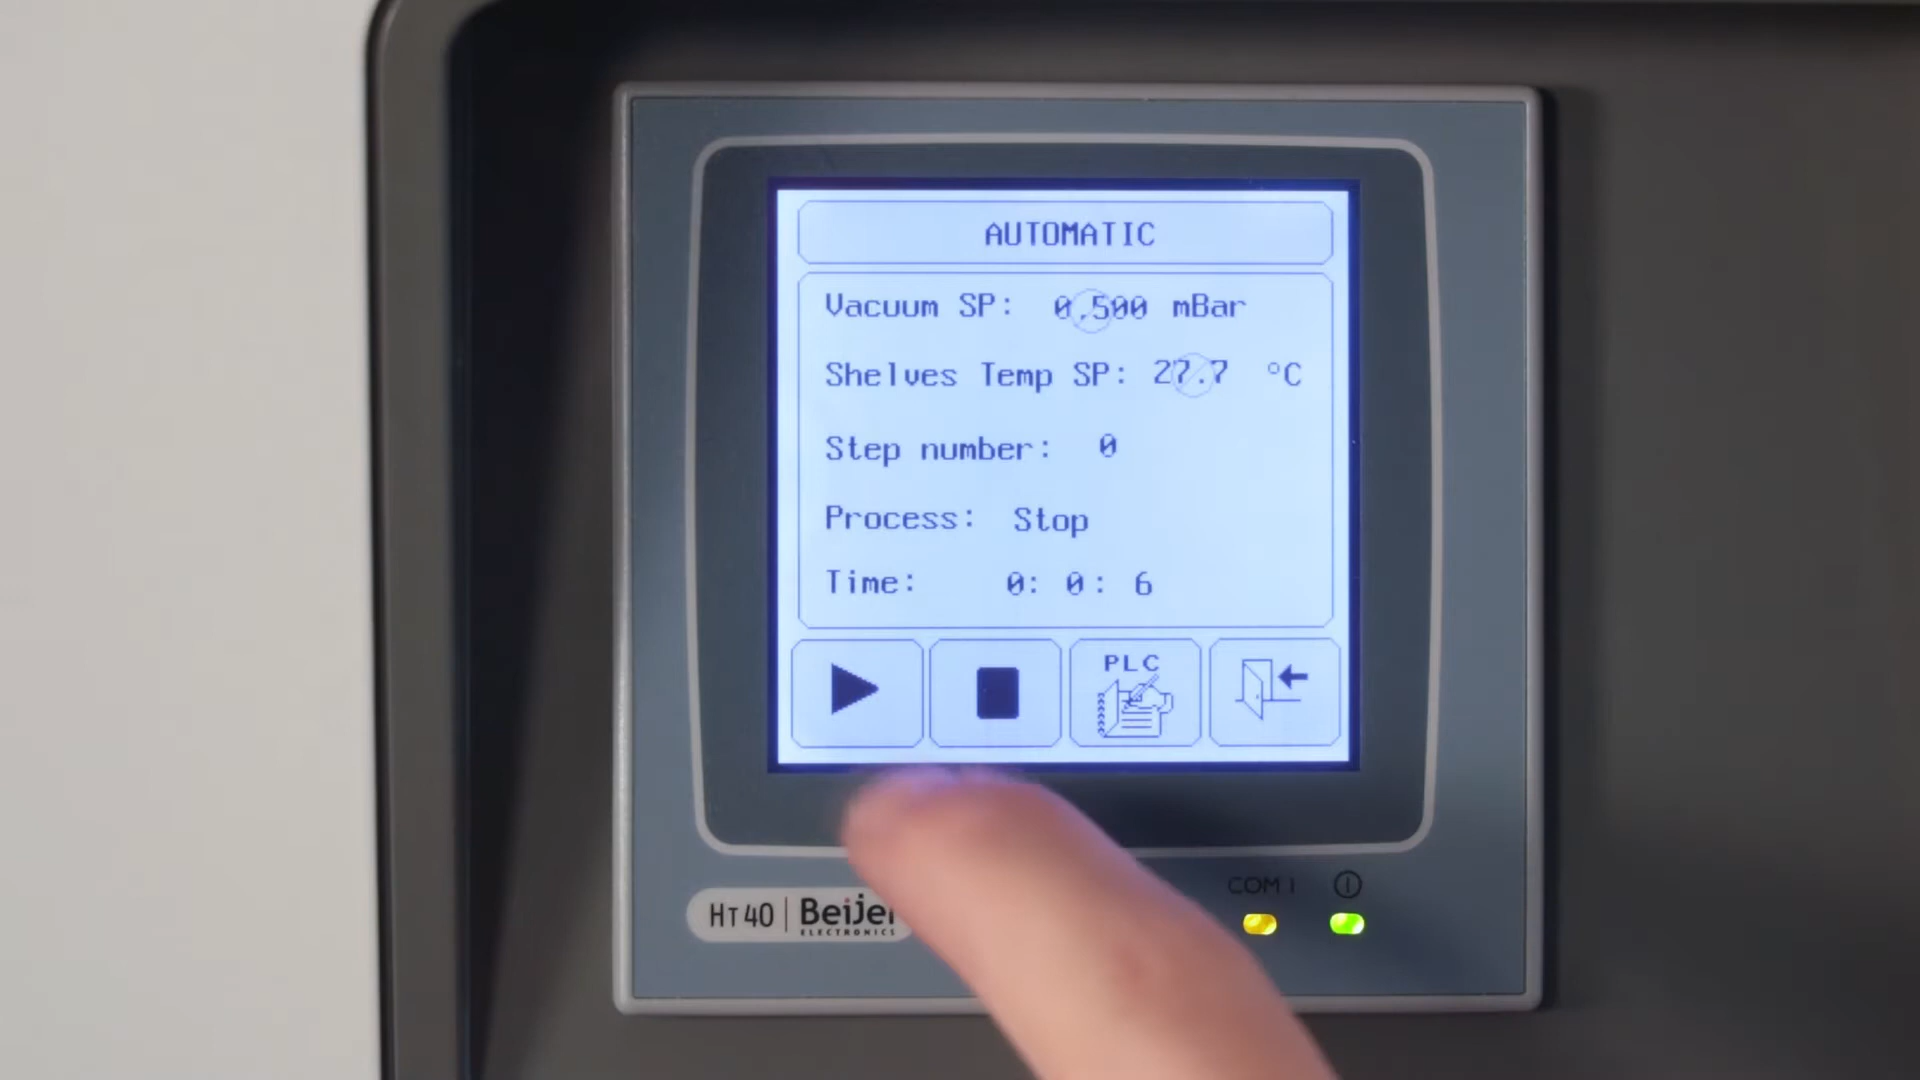 AUTOMATIC
Vacuum SP: 0.500 mBar
Shelves Temp SP: 27.7 °C
Step number: 0
Process: Stop
Time: 0: 0: 6
PLC
HT40 Beijer
ELECTRONICS
COM 1